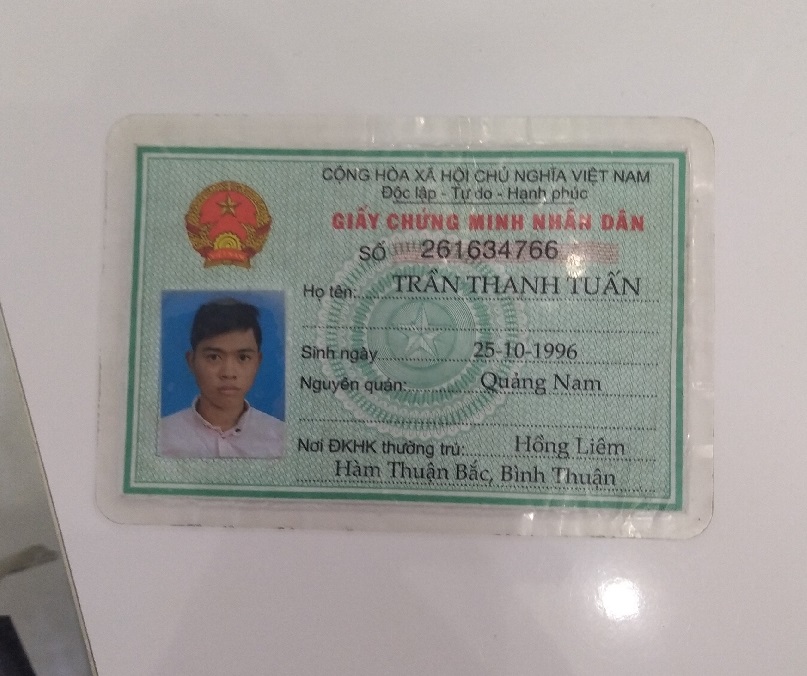 CỘNG HÒA XÃ HỘI CHỦ NGHĨA VIỆT NAM
Độc lập - Tự do - Hạnh phúc
GIẤY CHỨNG MINH NHÂN DÂN
SỐ 261634766
Họ tên: TRẦN THANH TUẤN
Sinh ngày 25-10-1996
Nguyên quán: Quảng Nam
Nơi ĐKHK thường trú: Hồng Liêm
Hàm Thuận Bắc, Bình Thuận